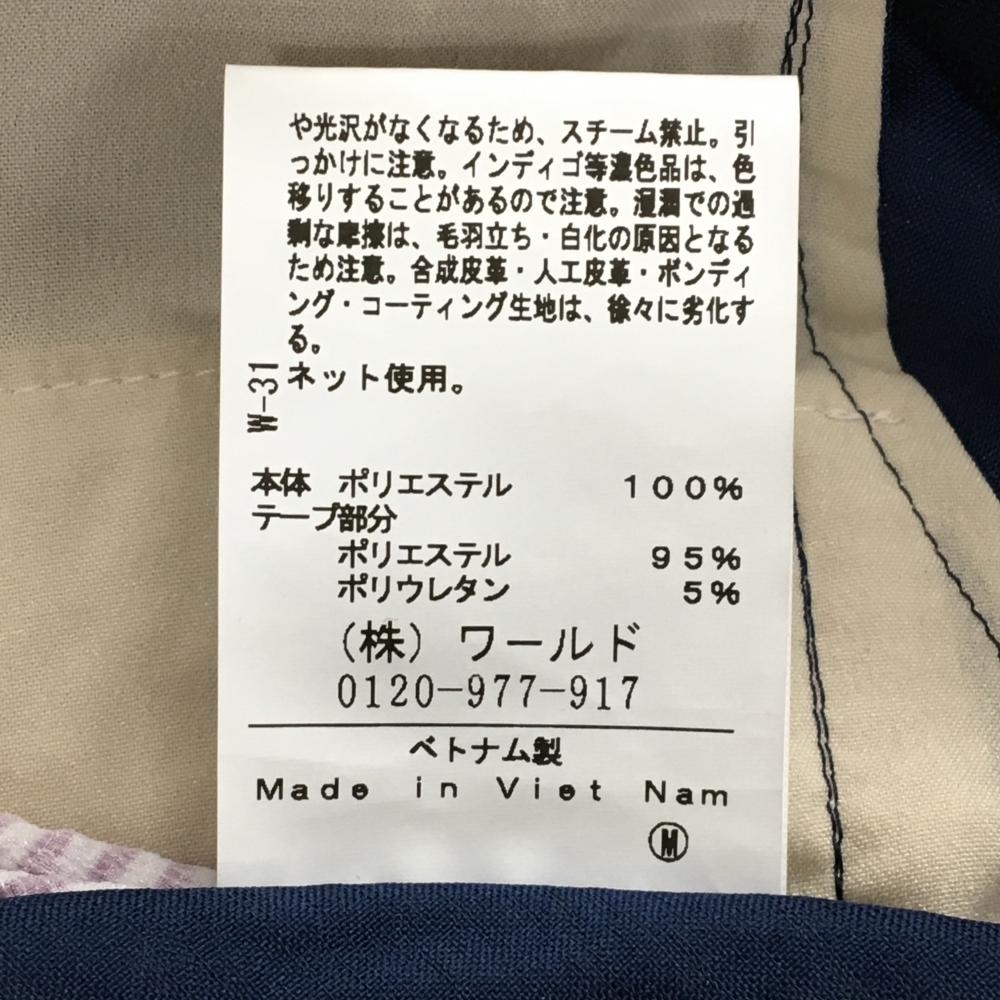 や光沢がなくなるため、スチーム禁止。引
っかけに注意。インディゴ等濃色品は、色
移りすることがあるので注意。湿潤での過
剰な摩擦は、毛羽立ち・白化の原因となる
ため注意。合成皮革・人工皮革・ボンディ
ング・コーティング生地は、徐々に劣化す
る。
ネット使用。
W-31
本体 ポリエステル 100%
テープ部分
ポリエステル 95%
ポリウレタン 5%
(株) ワールド
0120-977-917
ベトナム製
Made in Viet Nam
M